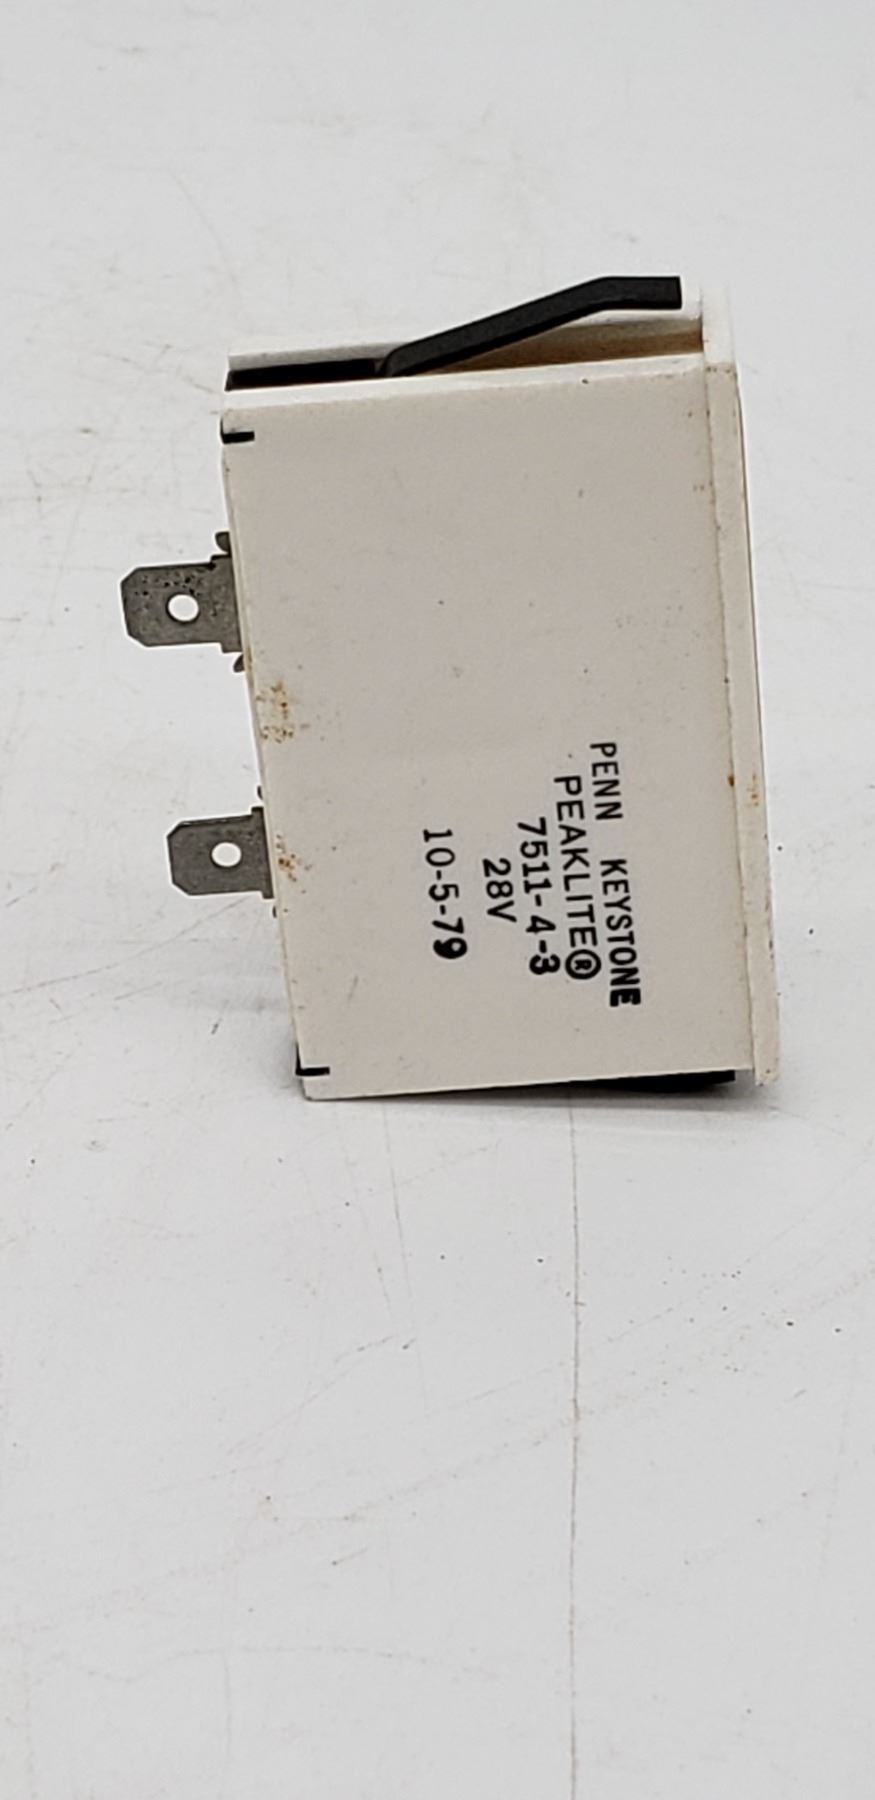 PENN KEYSTONE
PEAKLITE®
7511-4-3
28V
10-5-79